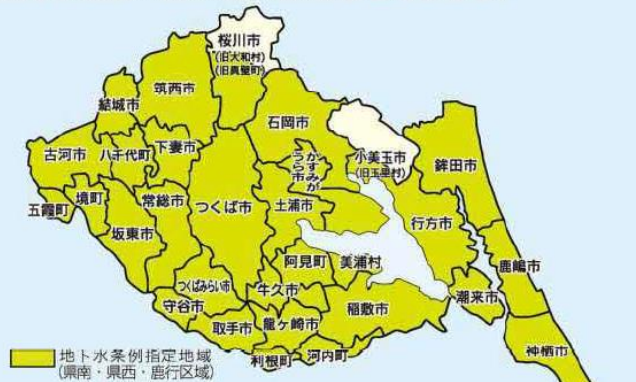 桜川市
(旧大和村)
(旧真壁町)
筑西市
結城市
石岡市
古河市
八千代町
下妻市
かすみが
うら市
小美玉市
(旧玉里村)
鉾田市
五霞町
境町
常総市
つくば市
土浦市
行方市
坂東市
阿見町
美浦村
鹿嶋市
つくばみらい市
牛久市
潮来市
守谷市
稲敷市
取手市
龍ヶ崎市
神栖市
利根町
河内町
地下水条例指定地域
(県南・県西・鹿行区域)